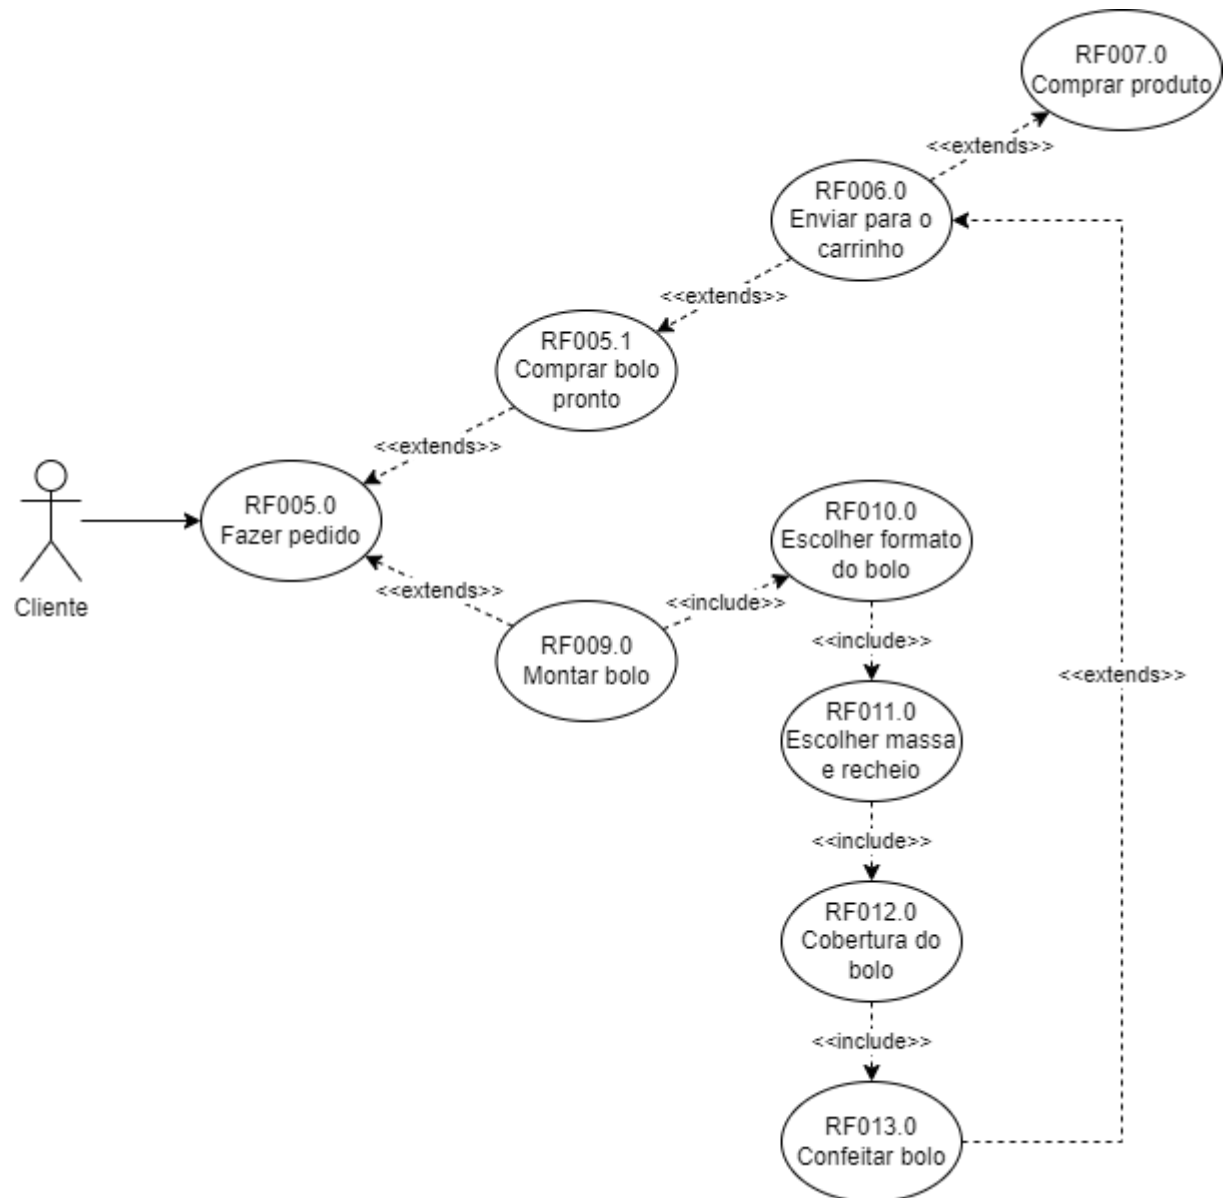 RF007.0
Comprar produto
<<extends>>
RF006.0
Enviar para o
carrinho
<<extends>>
RF005.1
Comprar bolo
pronto
<<extends>>
RF005.0
Fazer pedido
Cliente
<<extends>>
RF009.0
Montar bolo
<<include>>
RF010.0
Escolher formato
do bolo
<<include>>
RF011.0
Escolher massa
e recheio
<<extends>>
<<include>>
RF012.0
Cobertura do
bolo
<<include>>
RF013.0
Confeitar bolo